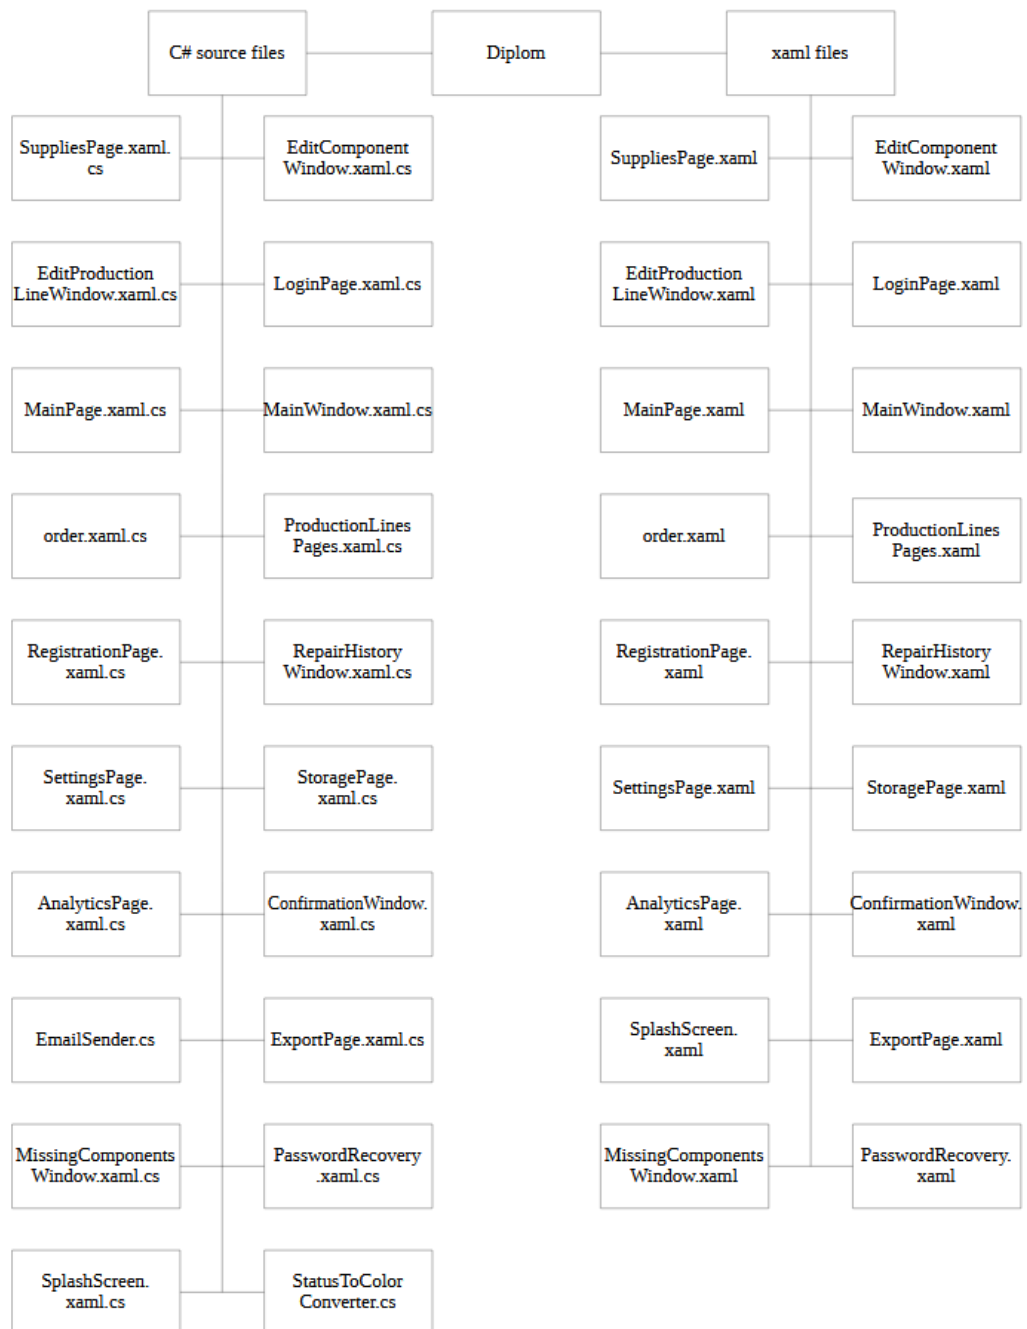 C# source files
Diplom
xaml files
SuppliesPage.xaml.
cs
EditComponent
Window.xaml.cs
SuppliesPage.xaml
EditComponent
Window.xaml
EditProduction
LineWindow.xaml.cs
LoginPage.xaml.cs
EditProduction
LineWindow.xaml
LoginPage.xaml
MainPage.xaml.cs
MainWindow.xaml.cs
MainPage.xaml
MainWindow.xaml
order.xaml.cs
ProductionLines
Pages.xaml.cs
order.xaml
ProductionLines
Pages.xaml
RegistrationPage.
xaml.cs
RepairHistory
Window.xaml.cs
RegistrationPage.
xaml
RepairHistory
Window.xaml
SettingsPage.
xaml.cs
StoragePage.
xaml.cs
SettingsPage.xaml
StoragePage.xaml
AnalyticsPage.
xaml.cs
ConfirmationWindow.
xaml.cs
AnalyticsPage.
xaml
ConfirmationWindow.
xaml
EmailSender.cs
ExportPage.xaml.cs
SplashScreen.
xaml
ExportPage.xaml
MissingComponents
Window.xaml.cs
PasswordRecovery
.xaml.cs
MissingComponents
Window.xaml
PasswordRecovery.
xaml
SplashScreen.
xaml.cs
StatusToColor
Converter.cs